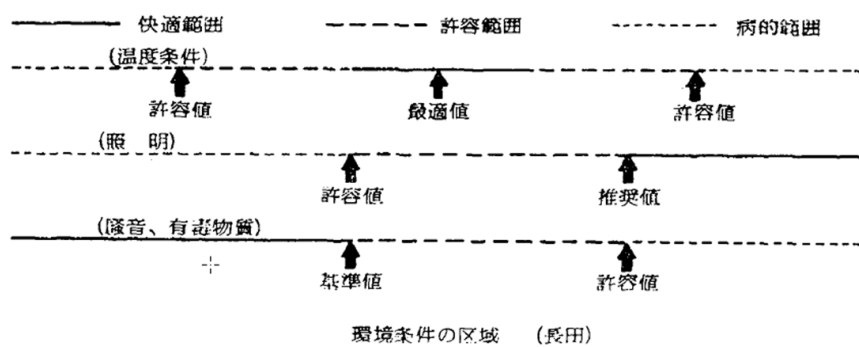 快適範囲 許容範囲 病的範囲
(温度条件)
許容値 最適値 許容値
(照 明)
許容値 推奨値
(騒音、有毒物質)
基準値 許容値
環境条件の区域 (長田)